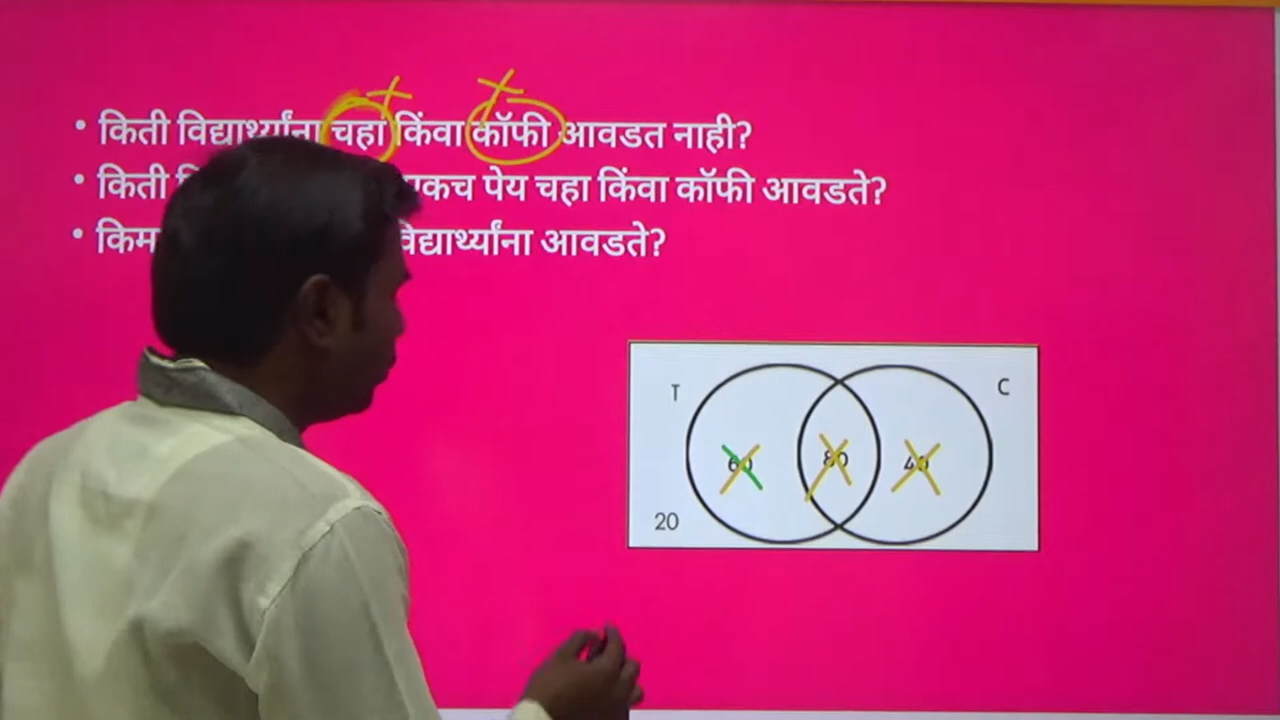 • किती विद्यार्थ्यांना चहा किंवा कॉफी आवडत नाही?
• किती एकच पेय चहा किंवा कॉफी आवडते?
• विद्यार्थ्यांना आवडते?
T C
60 80 40
20